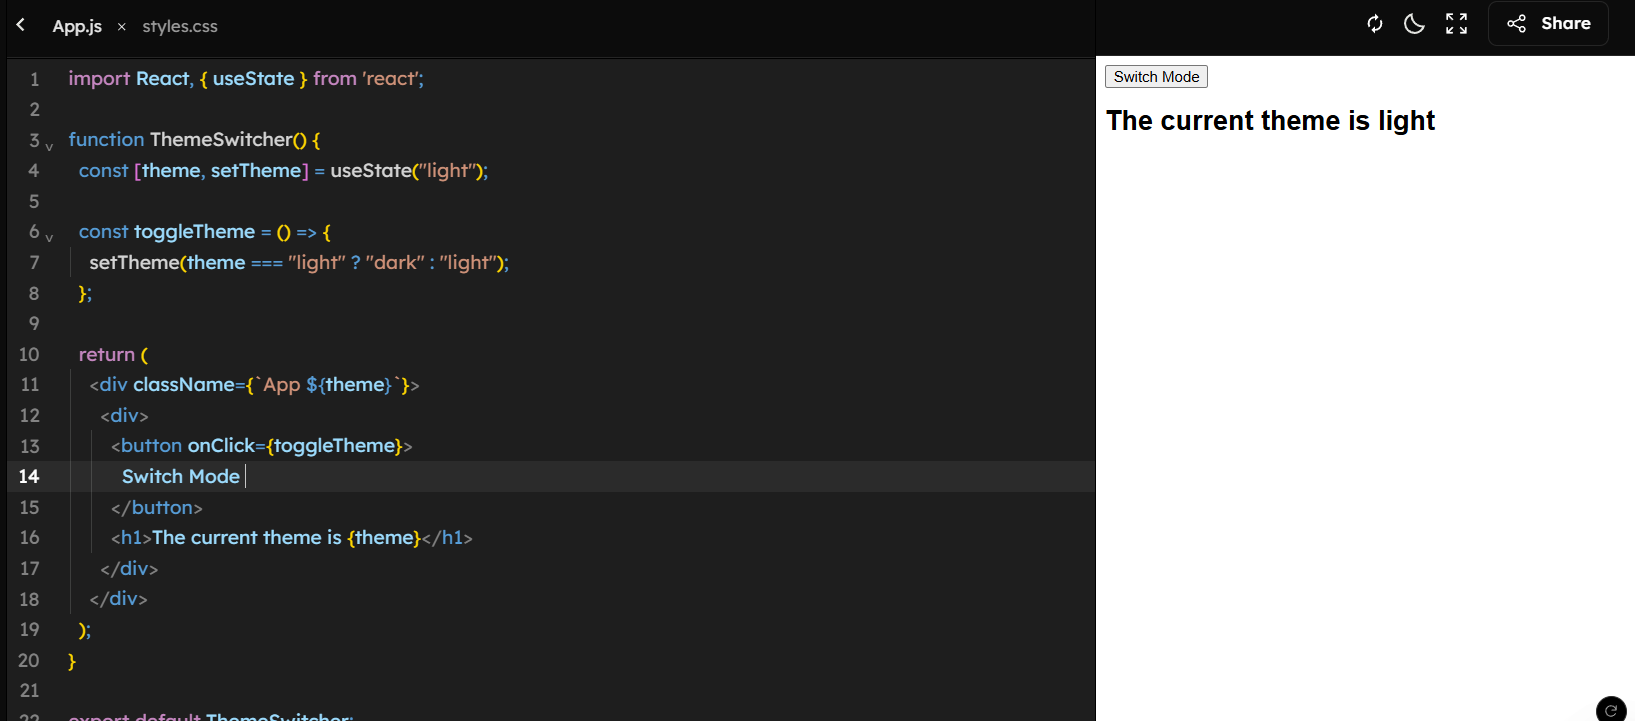 App.js × styles.css
Share
1 import React, { useState } from 'react';
2
3 function ThemeSwitcher() {
4 const [theme, setTheme] = useState("light");
5
6 const toggleTheme = () => {
7 setTheme(theme === "light" ? "dark" : "light");
8 };
9
10 return (
11 <div className={`App ${theme}`}>
12 <div>
13 <button onClick={toggleTheme}>
14 Switch Mode
15 </button>
16 <h1>The current theme is {theme}</h1>
17 </div>
18 </div>
19 );
20 }
21
22 export default ThemeSwitcher;
Switch Mode
The current theme is light